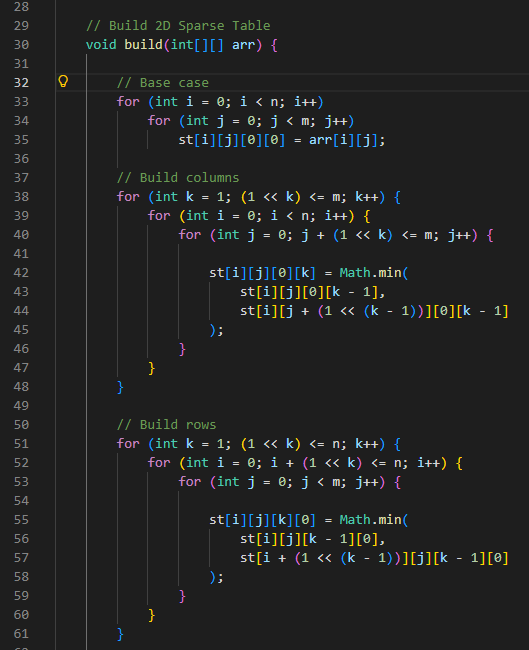 28
29 // Build 2D Sparse Table
30 void build(int[][] arr) {
31
32 // Base case
33 for (int i = 0; i < n; i++)
34 for (int j = 0; j < m; j++)
35 st[i][j][0][0] = arr[i][j];
36
37 // Build columns
38 for (int k = 1; (1 << k) <= m; k++) {
39 for (int i = 0; i < n; i++) {
40 for (int j = 0; j + (1 << k) <= m; j++) {
41
42 st[i][j][0][k] = Math.min(
43 st[i][j][0][k - 1],
44 st[i][j + (1 << (k - 1))][0][k - 1]
45 );
46 }
47 }
48 }
49
50 // Build rows
51 for (int k = 1; (1 << k) <= n; k++) {
52 for (int i = 0; i + (1 << k) <= n; i++) {
53 for (int j = 0; j < m; j++) {
54
55 st[i][j][k][0] = Math.min(
56 st[i][j][k - 1][0],
57 st[i + (1 << (k - 1))][j][k - 1][0]
58 );
59 }
60 }
61 }